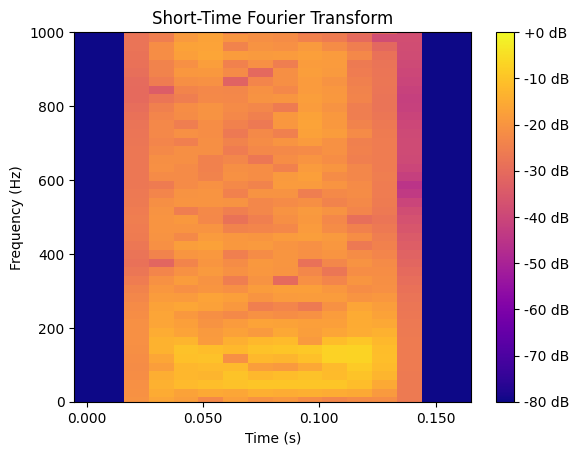 Short-Time Fourier Transform
1000
800
600
400
200
0
Frequency (Hz)
0.000
0.050
0.100
0.150
Time (s)
+0 dB
-10 dB
-20 dB
-30 dB
-40 dB
-50 dB
-60 dB
-70 dB
-80 dB